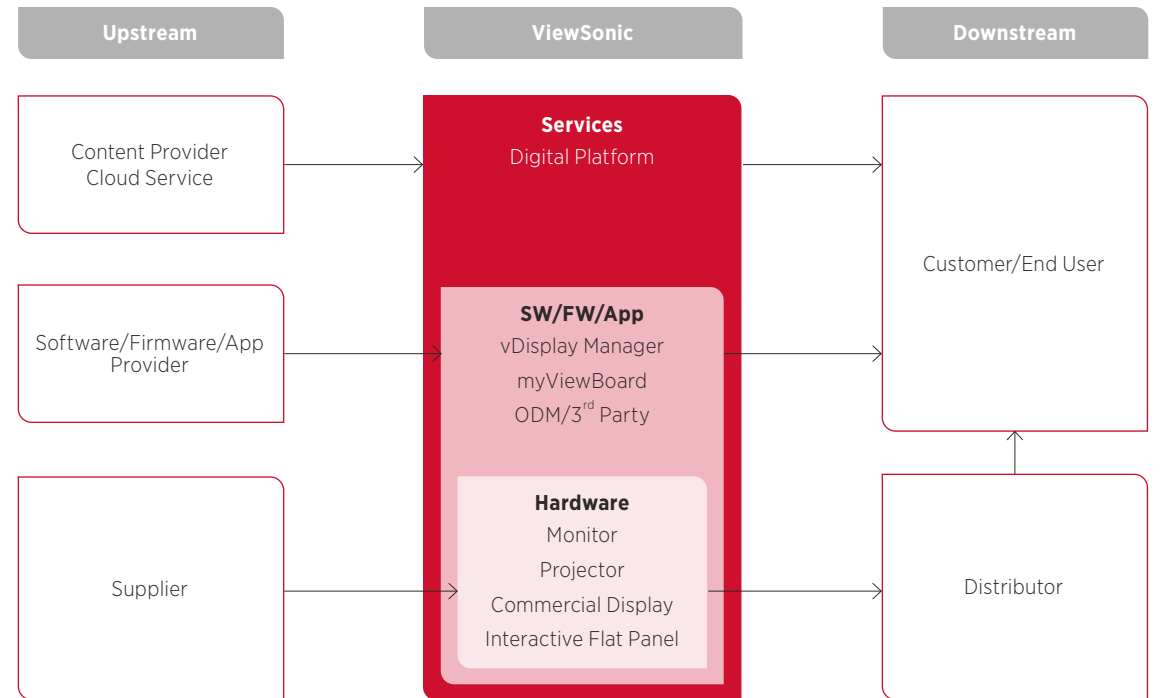 Upstream
ViewSonic
Downstream
Content Provider
Cloud Service
Services
Digital Platform
Customer/End User
Software/Firmware/App
Provider
SW/FW/App
vDisplay Manager
myViewBoard
ODM/3rd Party
Supplier
Hardware
Monitor
Projector
Commercial Display
Interactive Flat Panel
Distributor